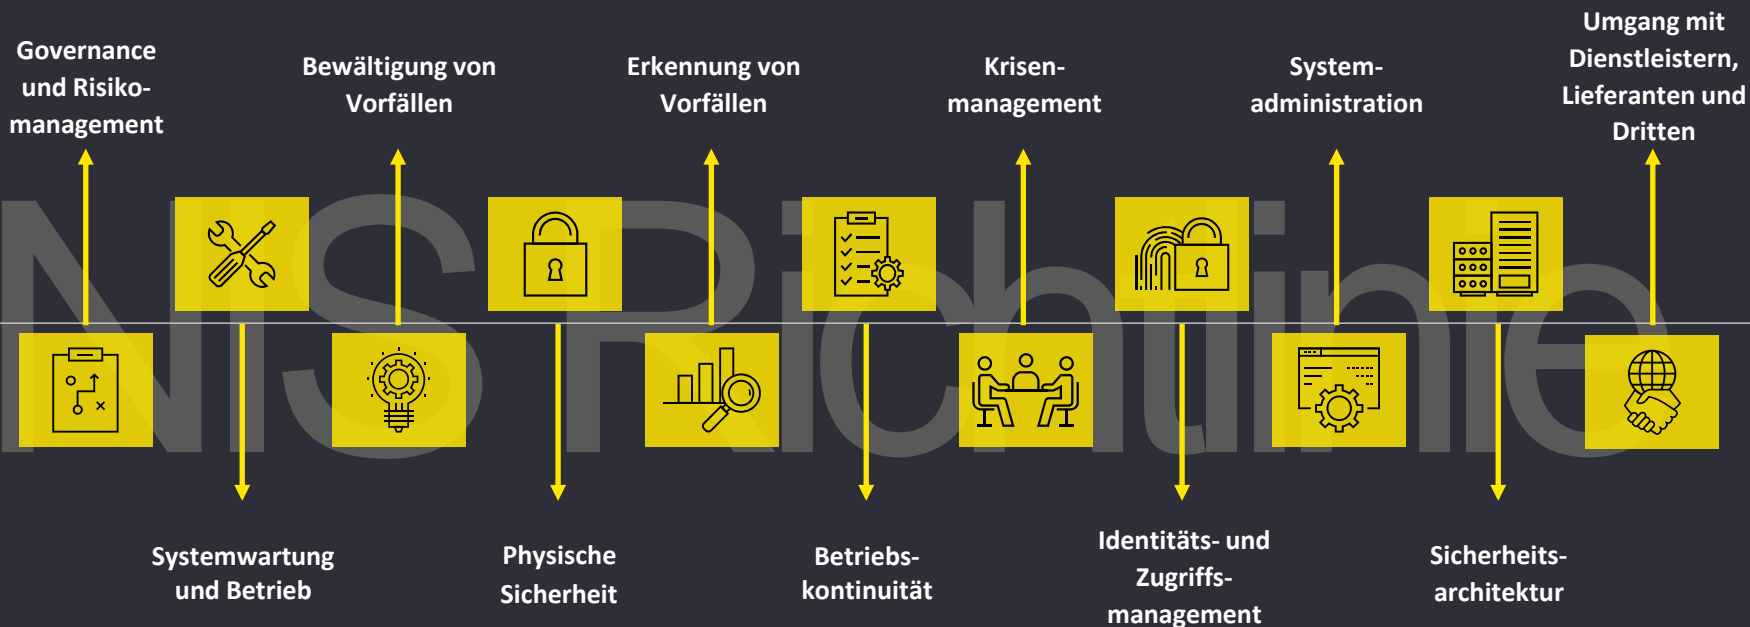 Governance
und Risiko-
management
Bewältigung von
Vorfällen
Erkennung von
Vorfällen
Krisen-
management
System-
administration
Umgang mit
Dienstleistern,
Lieferanten und
Dritten
NIS Richtlinie
Systemwartung
und Betrieb
Physische
Sicherheit
Betriebs-
kontinuität
Identitäts- und
Zugriffs-
management
Sicherheits-
architektur